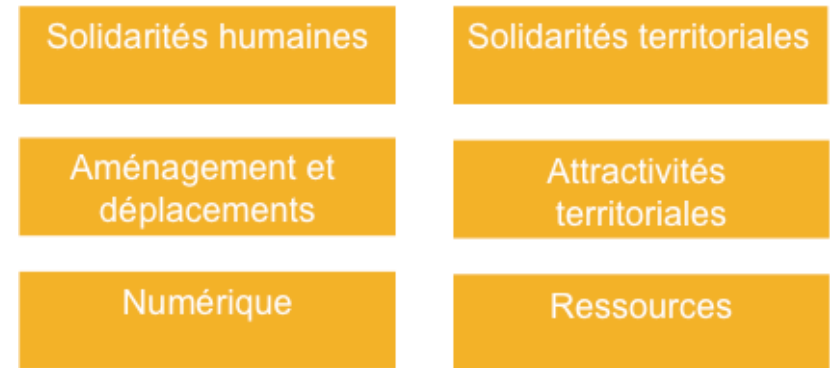 Solidarités humaines
Solidarités territoriales
Aménagement et
déplacements
Attractivités
territoriales
Numérique
Ressources